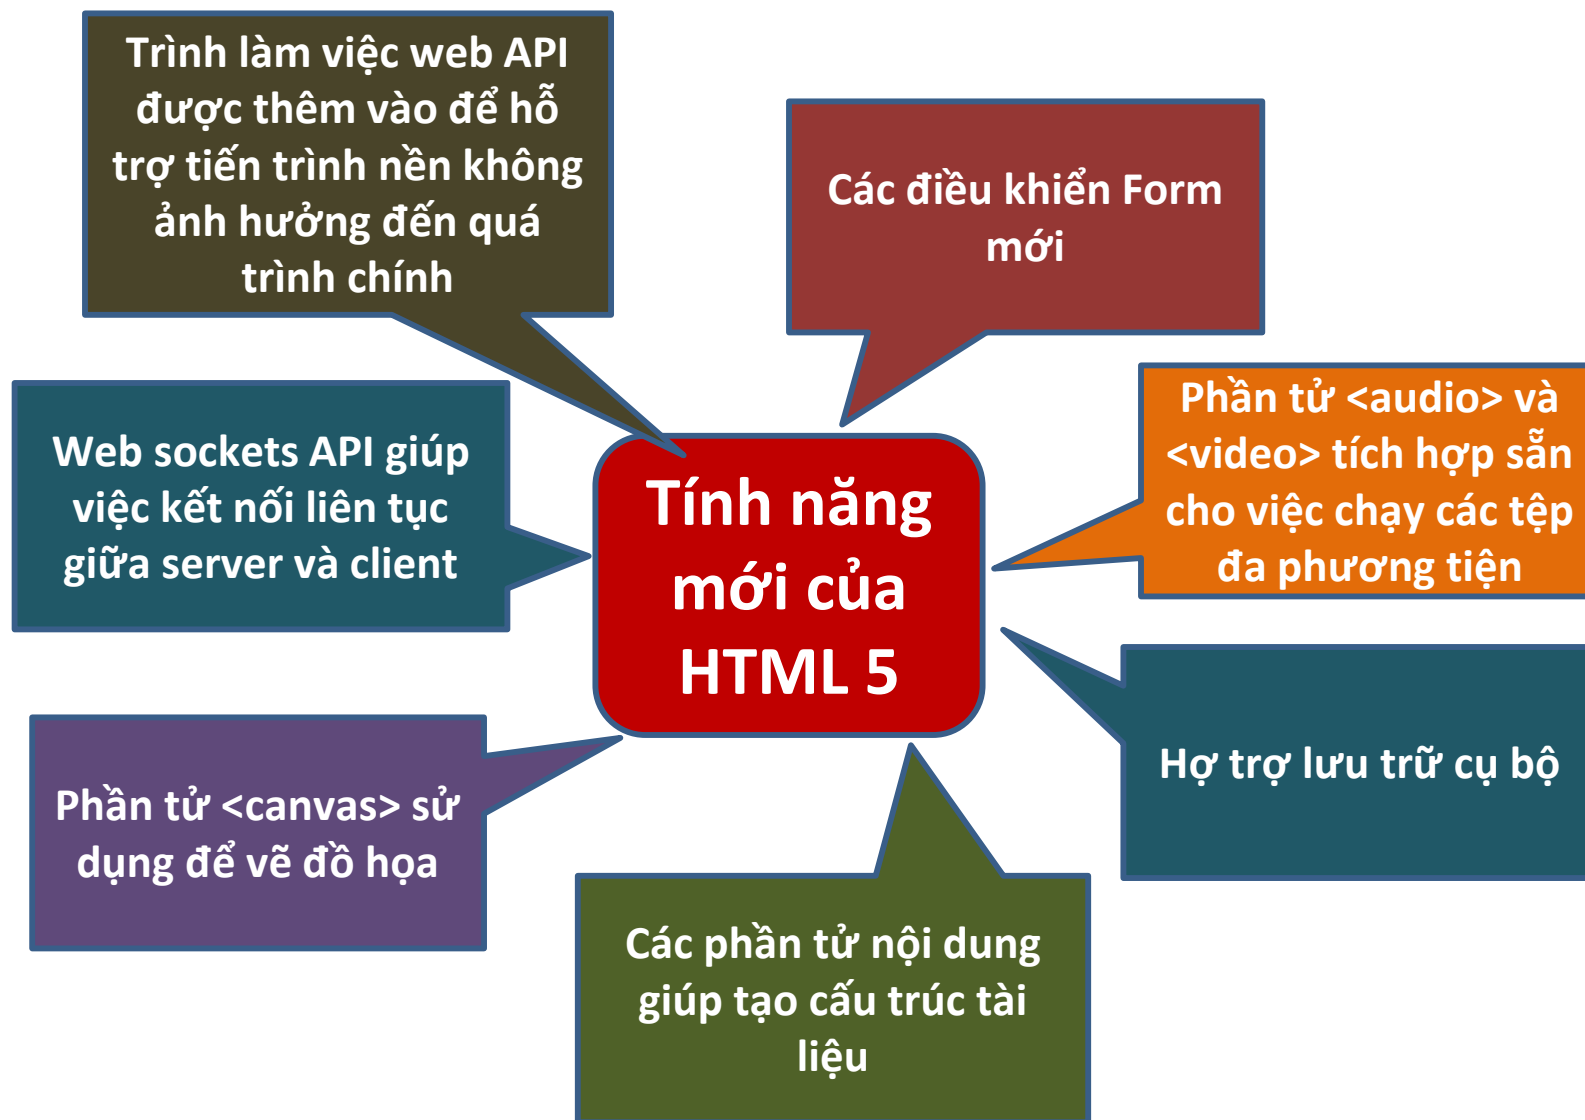 Trình làm việc web API
được thêm vào để hỗ
trợ tiến trình nền không
ảnh hưởng đến quá
trình chính
Các điều khiển Form
mới
Phần tử <audio> và
<video> tích hợp sẵn
cho việc chạy các tệp
đa phương tiện
Web sockets API giúp
việc kết nối liên tục
giữa server và client
Tính năng
mới của
HTML 5
Hợ trợ lưu trữ cụ bộ
Phần tử <canvas> sử
dụng để vẽ đồ họa
Các phần tử nội dung
giúp tạo cấu trúc tài
liệu